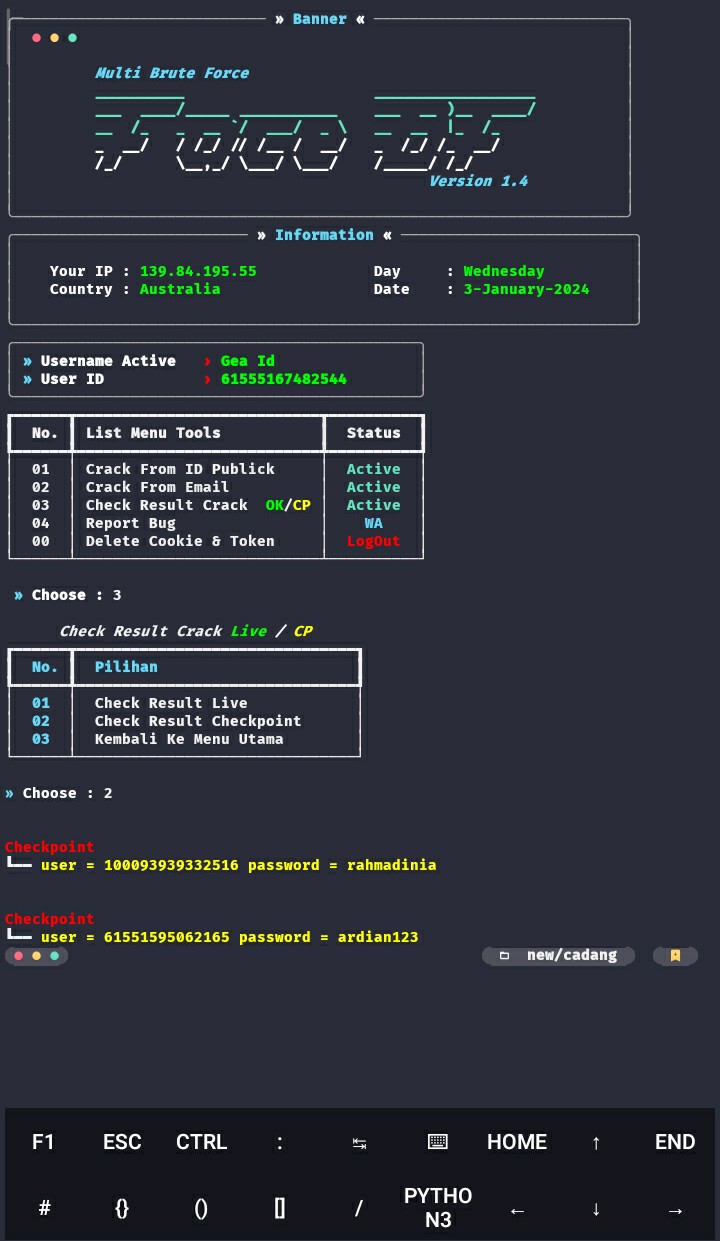 » Banner «
Multi Brute Force
Version 1.4
» Information «
Your IP : 139.84.195.55 Day : Wednesday
Country : Australia Date : 3-January-2024
» Username Active › Gea Id
» User ID › 61555167482544
No. List Menu Tools Status
01 Crack From ID Publick Active
02 Crack From Email Active
03 Check Result Crack OK/CP Active
04 Report Bug WA
00 Delete Cookie & Token LogOut
» Choose : 3
Check Result Crack Live / CP
No. Pilihan
01 Check Result Live
02 Check Result Checkpoint
03 Kembali Ke Menu Utama
» Choose : 2
Checkpoint
user = 100093939332516 password = rahmadinia
Checkpoint
user = 61551595062165 password = ardian123
new/cadang
F1 ESC CTRL : HOME ↑ END
# {} () [] / PYTHO
N3 ← ↓ →